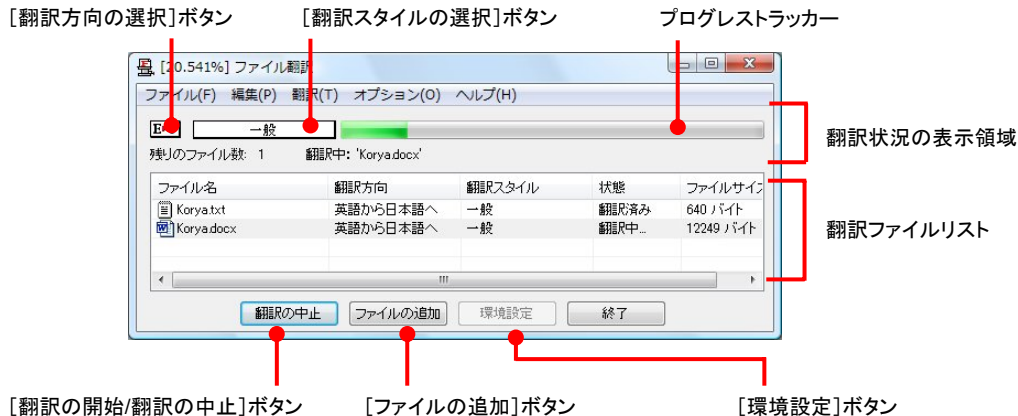 [翻訳方向の選択]ボタン
[翻訳スタイルの選択]ボタン
プログレストラッカー
[20.541%] ファイル翻訳
ファイル(F) 編集(P) 翻訳(T) オプション(O) ヘルプ(H)
一般
残りのファイル数: 1 翻訳中: 'Korya.docx'
翻訳状況の表示領域
ファイル名 翻訳方向 翻訳スタイル 状態 ファイルサイズ
Korya.txt 英語から日本語へ 一般 翻訳済み 640 バイト
Korya.docx 英語から日本語へ 一般 翻訳中... 12249 バイト
翻訳ファイルリスト
翻訳の中止 ファイルの追加 環境設定 終了
[翻訳の開始/翻訳の中止]ボタン
[ファイルの追加]ボタン
[環境設定]ボタン